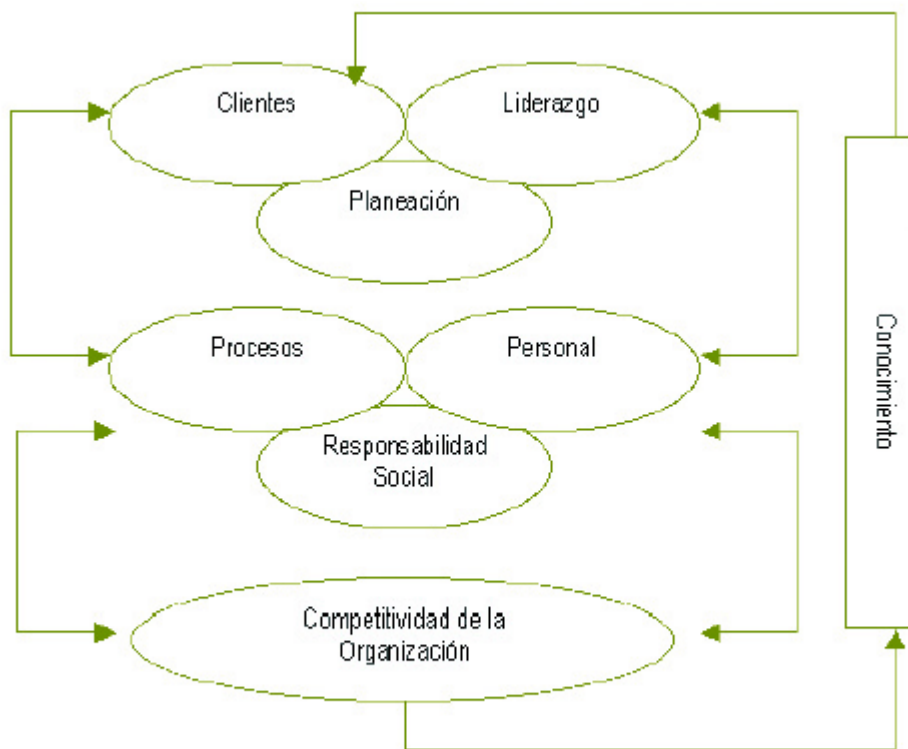 Clientes
Liderazgo
Planeación
Procesos
Personal
Responsabilidad
Social
Competitividad de la
Organización
Conocimiento